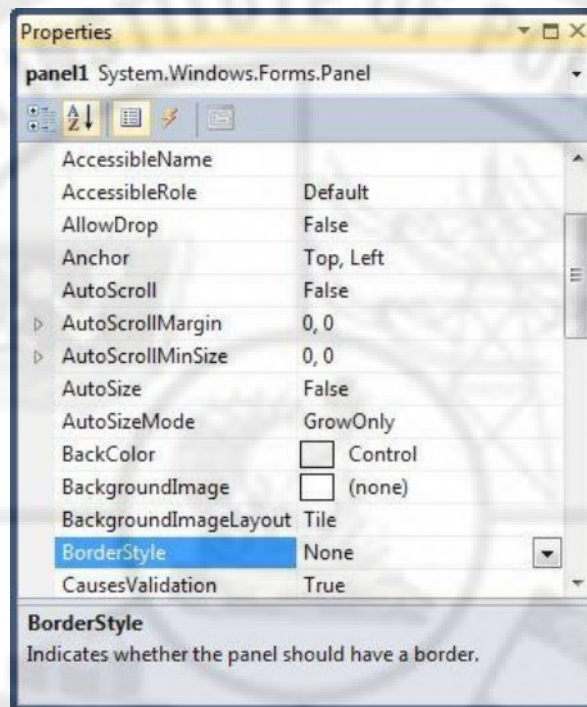 Properties
panel1 System.Windows.Forms.Panel
AccessibleName
AccessibleRole Default
AllowDrop False
Anchor Top, Left
AutoScroll False
AutoScrollMargin 0, 0
AutoScrollMinSize 0, 0
AutoSize False
AutoSizeMode GrowOnly
BackColor Control
BackgroundImage (none)
BackgroundImageLayout Tile
BorderStyle None
CausesValidation True
BorderStyle
Indicates whether the panel should have a border.